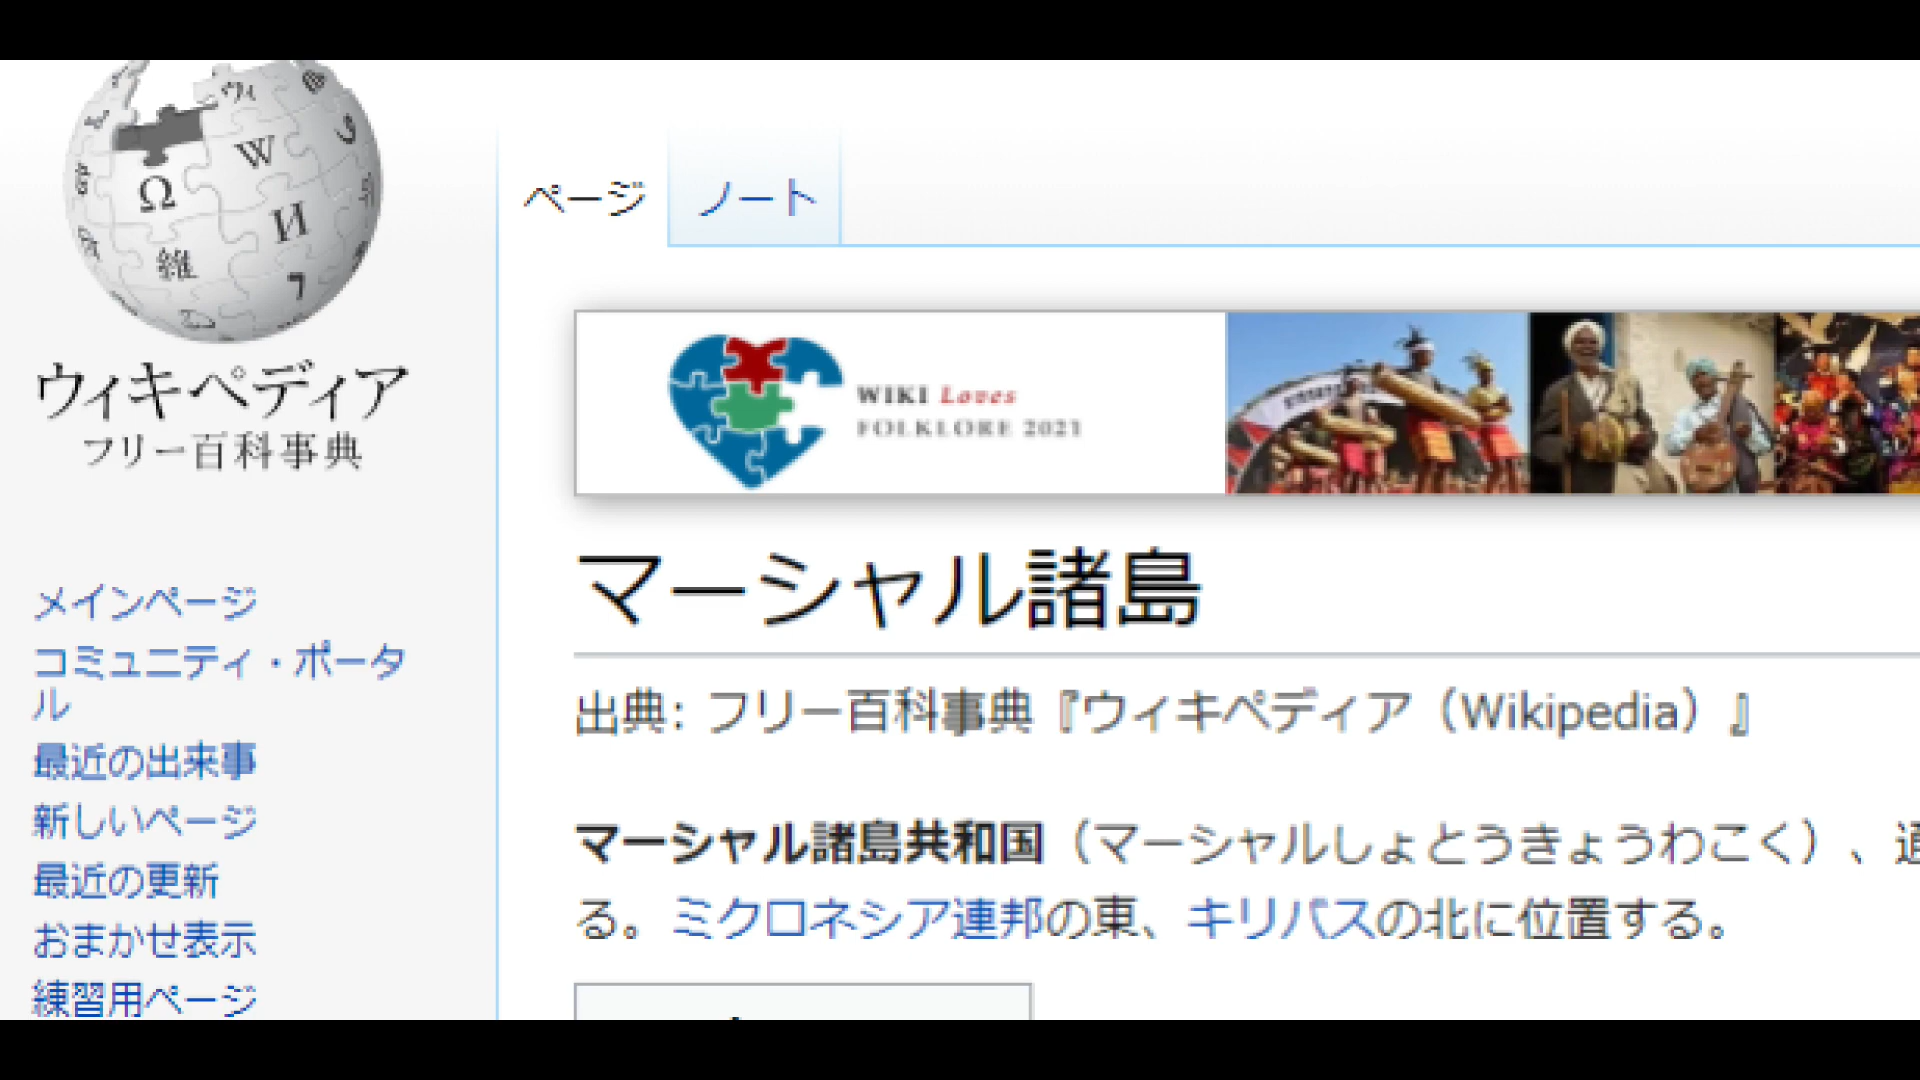 Ω
W
И
維
ウィ
ウィキペディア
フリー百科事典
メインページ
コミュニティ・ポータ
ル
最近の出来事
新しいページ
最近の更新
おまかせ表示
練習用ページ
ページ
ノート
WIKI Loves
FOLKLORE 2021
マーシャル諸島
出典: フリー百科事典『ウィキペディア（Wikipedia）』
マーシャル諸島共和国（マーシャルしょとうきょうわこく）、通
る。ミクロネシア連邦の東、キリバスの北に位置する。